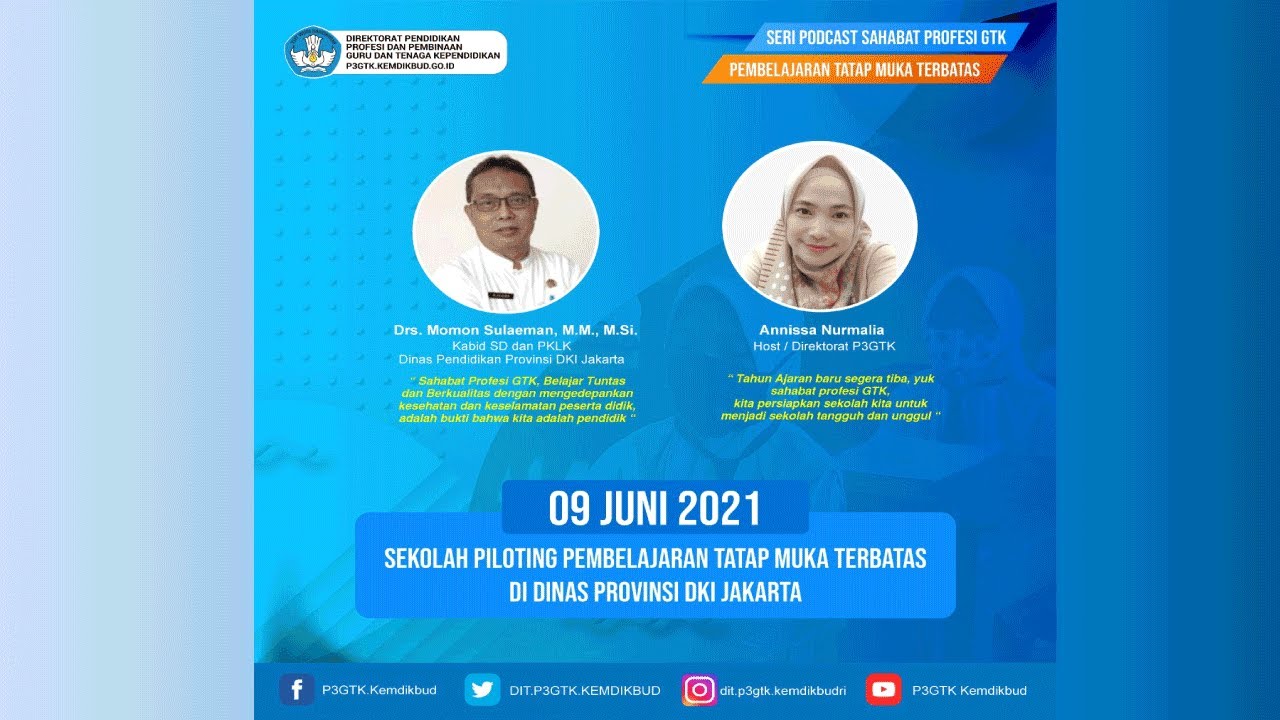 DIREKTORAT PENDIDIKAN
PROFESI DAN PEMBINAAN
GURU DAN TENAGA KEPENDIDIKAN
P3GTK.KEMDIKBUD.GO.ID
SERI PODCAST SAHABAT PROFESI GTK
PEMBELAJARAN TATAP MUKA TERBATAS
Drs. Momon Sulaeman, M.M., M.Si.
Kabid SD dan PKLK
Dinas Pendidikan Provinsi DKI Jakarta
“ Sahabat Profesi GTK, Belajar Tuntas
dan Berkualitas dengan mengedepankan
kesehatan dan keselamatan peserta didik,
adalah bukti bahwa kita adalah pendidik “
Annissa Nurmalia
Host / Direktorat P3GTK
“ Tahun Ajaran baru segera tiba, yuk
sahabat profesi GTK,
kita persiapkan sekolah kita untuk
menjadi sekolah tangguh dan unggul “
09 JUNI 2021
SEKOLAH PILOTING PEMBELAJARAN TATAP MUKA TERBATAS
DI DINAS PROVINSI DKI JAKARTA
P3GTK.Kemdikbud
DIT.P3GTK.KEMDIKBUD
dit.p3gtk.kemdikbudri
P3GTK Kemdikbud